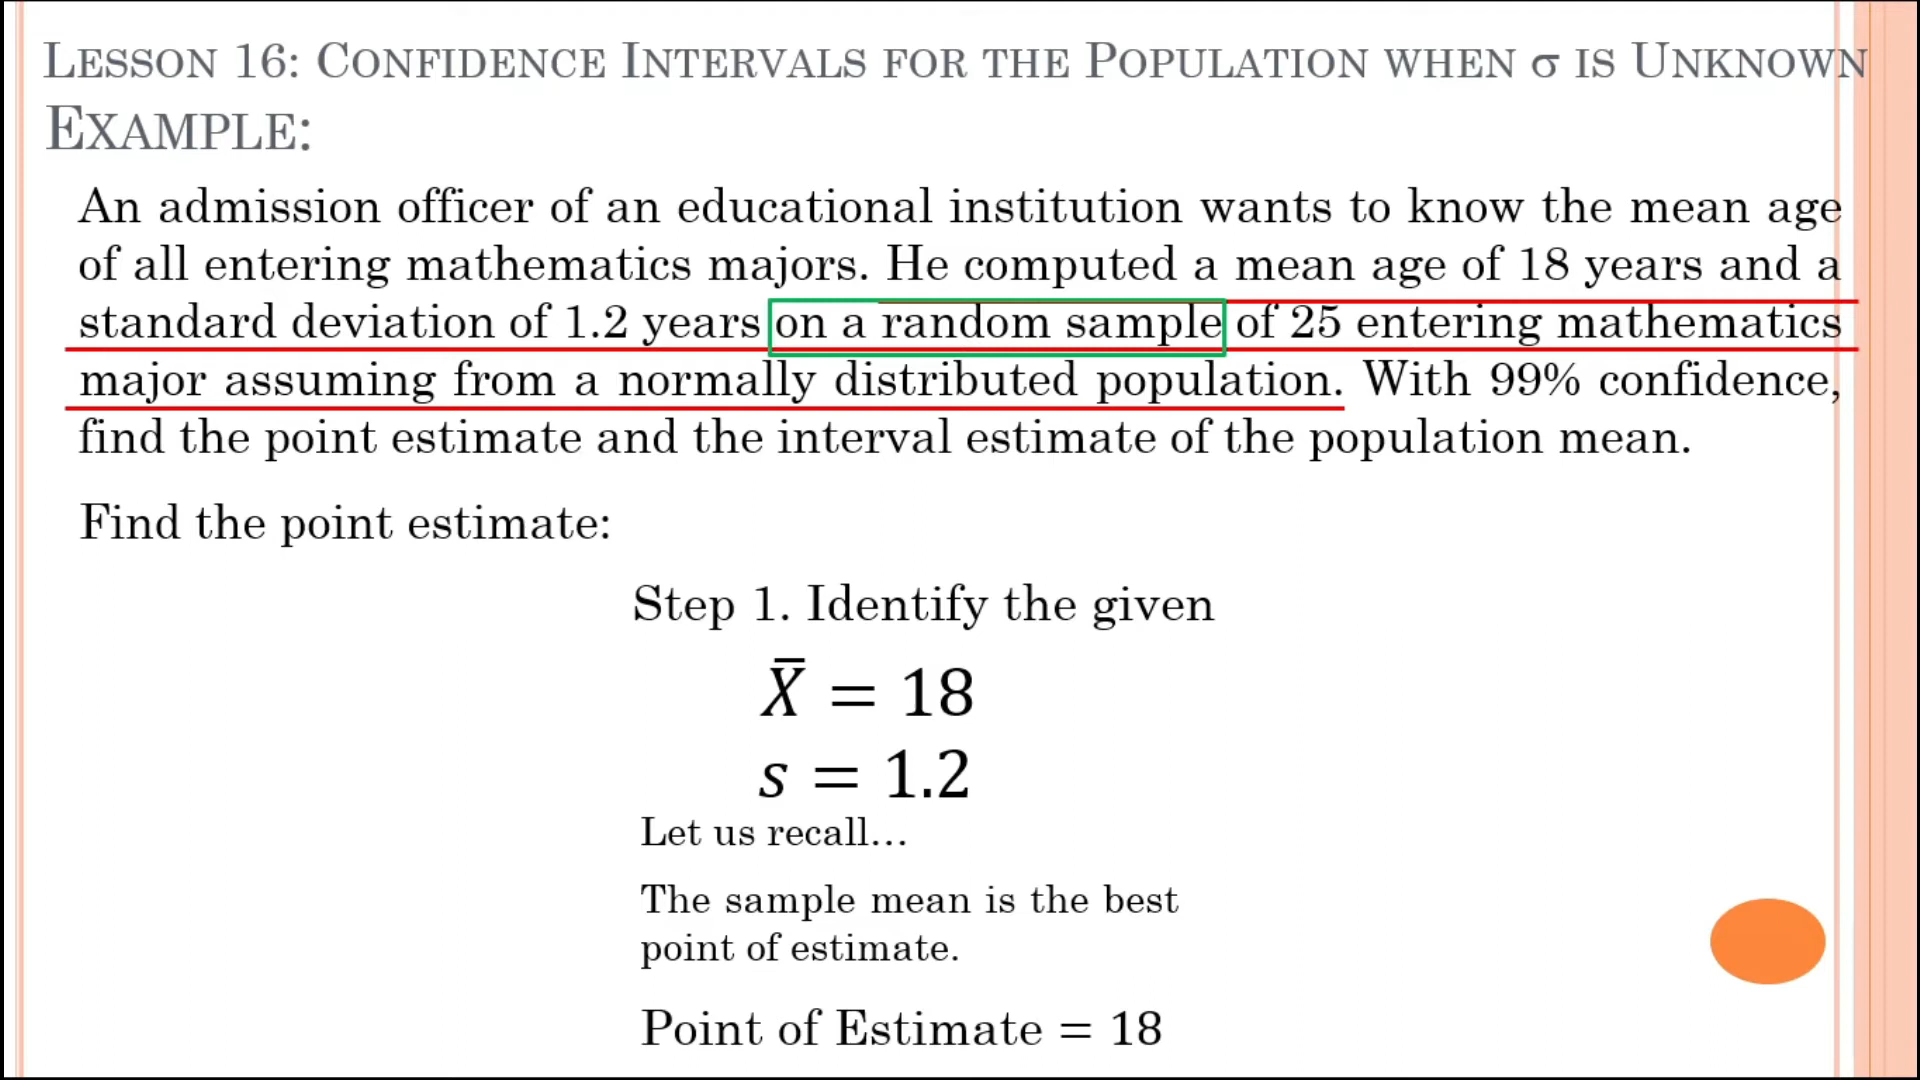 LESSON 16: CONFIDENCE INTERVALS FOR THE POPULATION WHEN σ IS UNKNOWN
EXAMPLE:
An admission officer of an educational institution wants to know the mean age
of all entering mathematics majors. He computed a mean age of 18 years and a
standard deviation of 1.2 years on a random sample of 25 entering mathematics
major assuming from a normally distributed population. With 99% confidence,
find the point estimate and the interval estimate of the population mean.
Find the point estimate:
Step 1. Identify the given
X̅ = 18
s = 1.2
Let us recall…
The sample mean is the best
point of estimate.
Point of Estimate = 18